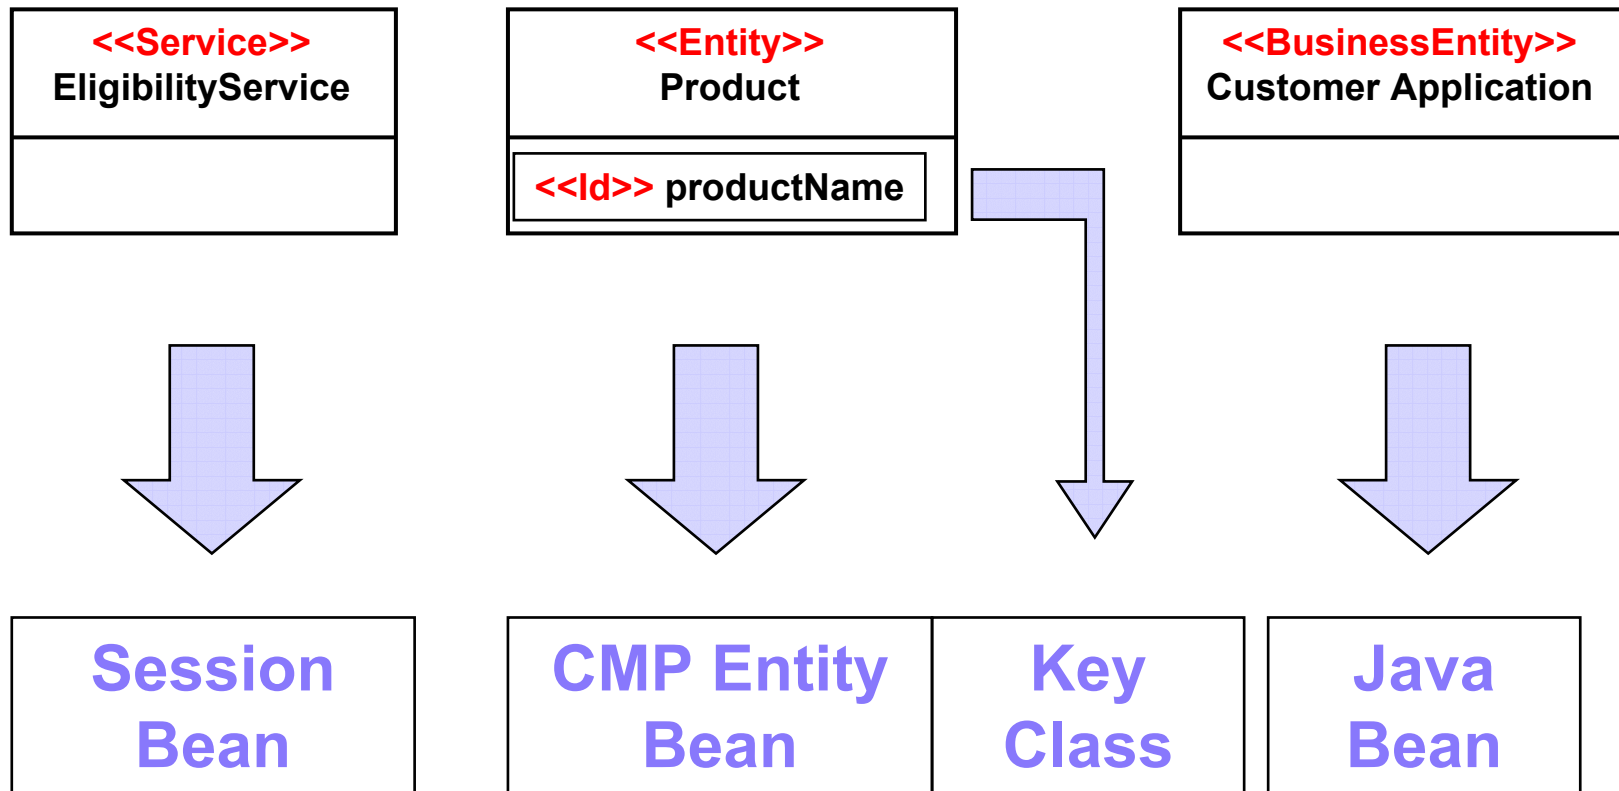 <<Service>>
EligibilityService
<<Entity>>
Product
<<Id>> productName
<<BusinessEntity>>
Customer Application
Session
Bean
CMP Entity
Bean
Key
Class
Java
Bean